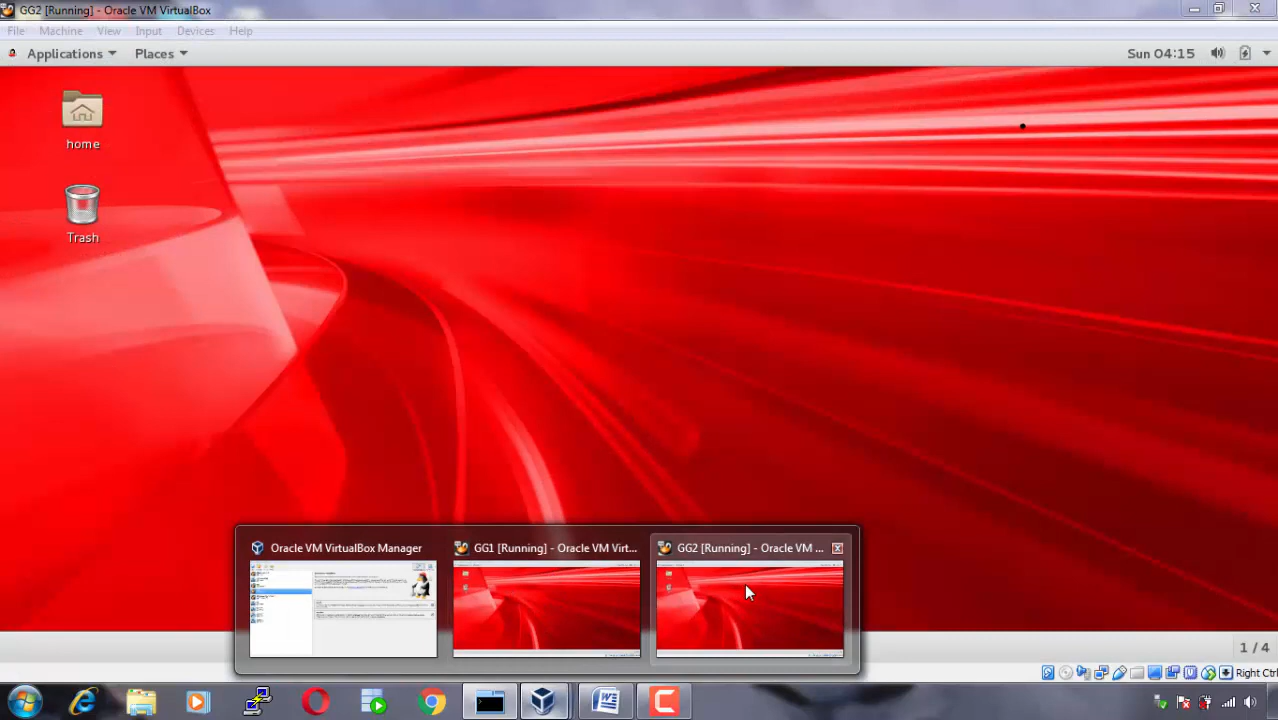 GG2 [Running] - Oracle VM VirtualBox
File Machine View Input Devices Help
Applications Places Sun 04:15
home
Trash
Oracle VM VirtualBox Manager
GG1 [Running] - Oracle VM Virt...
GG2 [Running] - Oracle VM ...
1 / 4
Right Ctrl